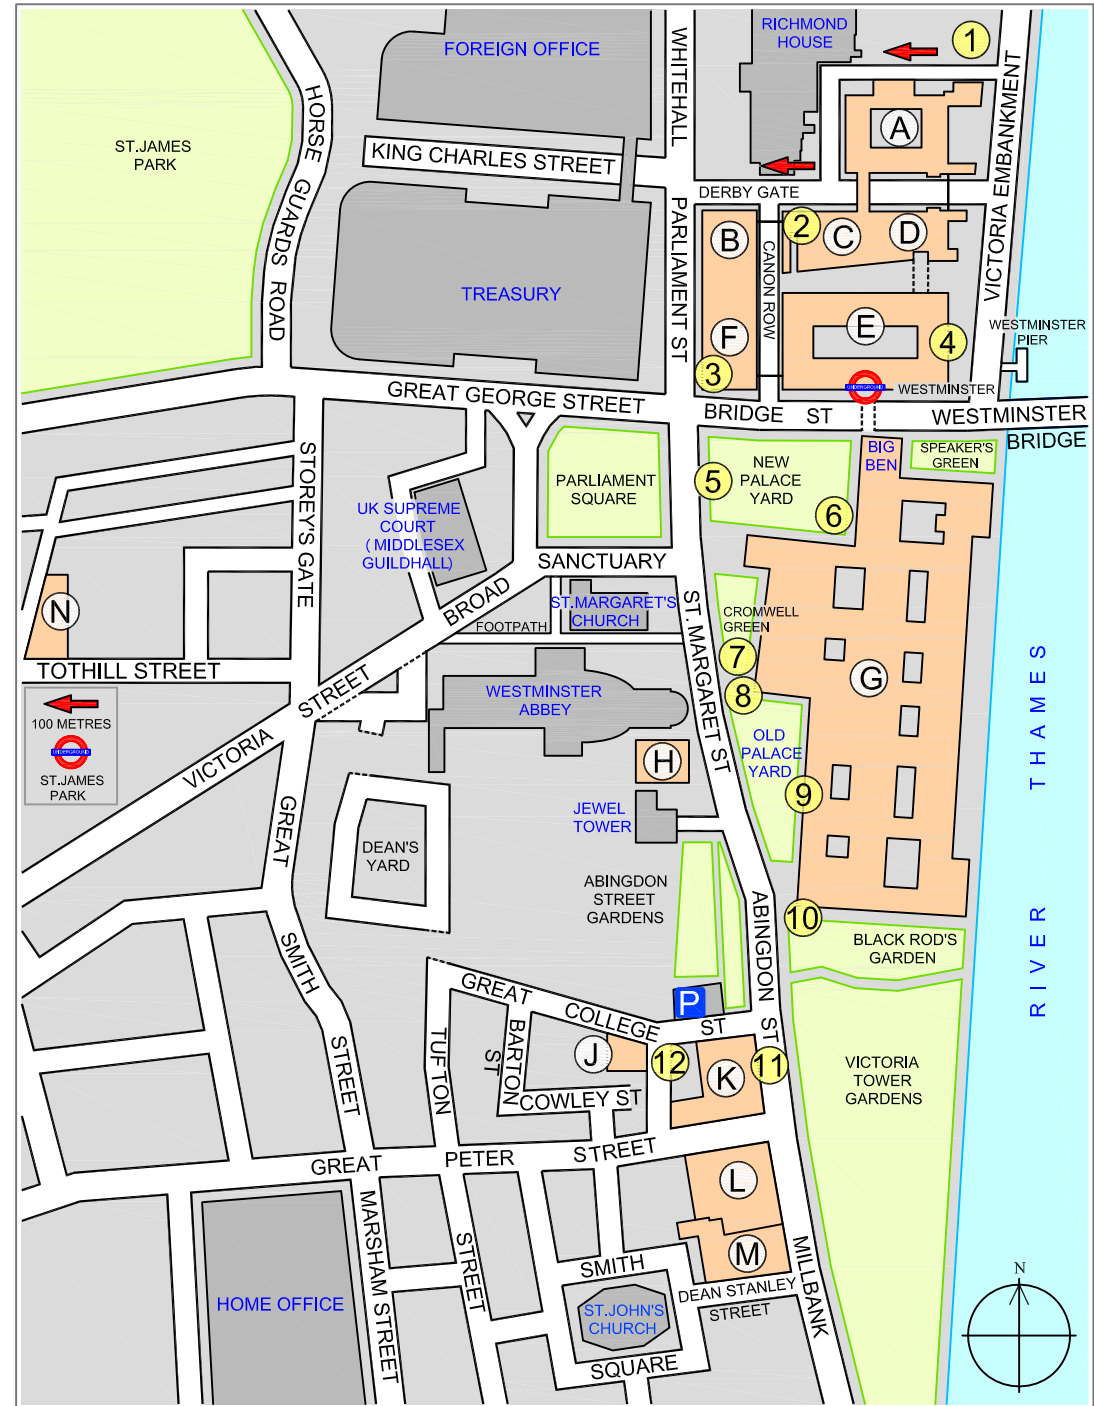 RICHMOND
HOUSE
1
FOREIGN OFFICE
WHITEHALL
HORSE GUARDS ROAD
ST.JAMES
PARK
KING CHARLES STREET
A
VICTORIA EMBANKMENT
DERBY GATE
PARLIAMENT ST
B
CANON ROW
2
C
D
TREASURY
E
F
4
WESTMINSTER
PIER
3
UNDERGROUND
WESTMINSTER
GREAT GEORGE STREET
BRIDGE ST
WESTMINSTER
BRIDGE
STOREY'S GATE
PARLIAMENT
SQUARE
5
NEW
PALACE
YARD
6
BIG
BEN
SPEAKER'S
GREEN
UK SUPREME
COURT
( MIDDLESEX
GUILDHALL)
BROAD
SANCTUARY
N
ST.MARGARET'S
CHURCH
FOOTPATH
ST.MARGARET ST
CROMWELL
GREEN
7
TOTHILL STREET
VICTORIA STREET
100 METRES
UNDERGROUND
ST.JAMES
PARK
WESTMINSTER
ABBEY
8
G
H
OLD
PALACE
YARD
9
JEWEL
TOWER
RIVER THAMES
GREAT
SMITH
STREET
DEAN'S
YARD
ABINGDON
STREET
GARDENS
ABINGDON ST
10
BLACK ROD'S
GARDEN
GREAT
COLLEGE
ST
P
TUFTON
STREET
BARTON
ST
J
12
K
11
COWLEY ST
VICTORIA
TOWER
GARDENS
GREAT PETER STREET
MARSHAM STREET
L
M
MILLBANK
SMITH
SQUARE
DEAN STANLEY
STREET
ST.JOHN'S
CHURCH
HOME OFFICE
N